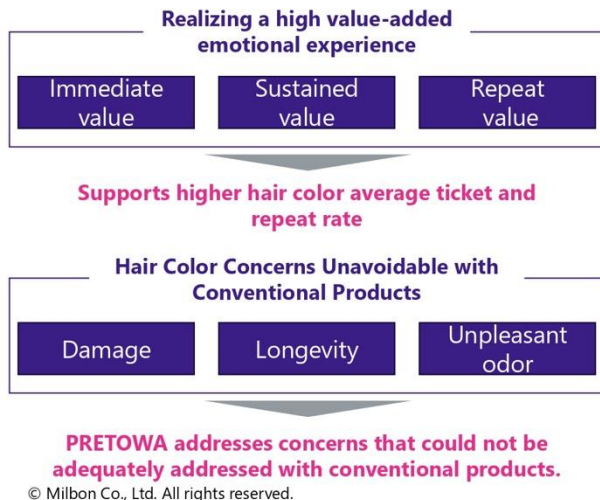 Realizing a high value-added
emotional experience
Immediate
value
Sustained
value
Repeat
value
Supports higher hair color average ticket and
repeat rate
Hair Color Concerns Unavoidable with
Conventional Products
Damage
Longevity
Unpleasant
odor
PRETOWA addresses concerns that could not be
adequately addressed with conventional products.
© Milbon Co., Ltd. All rights reserved.